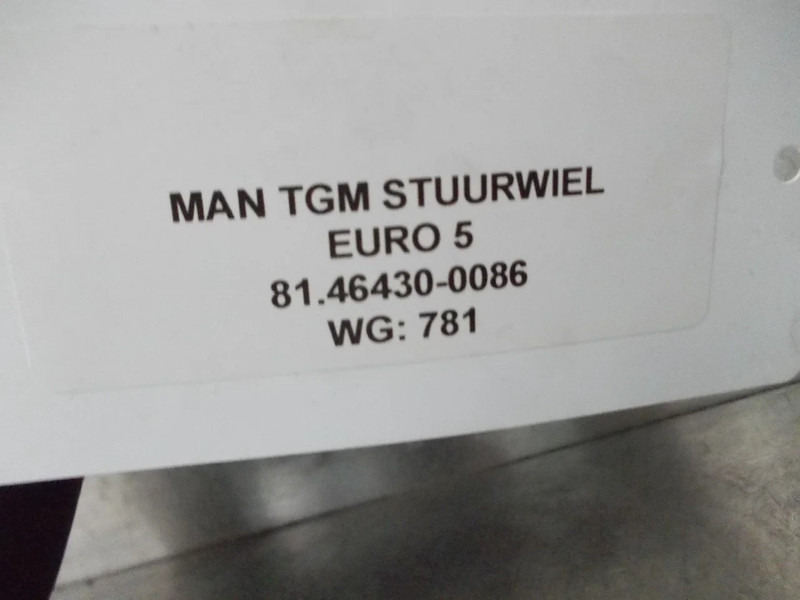 MAN TGM STUURWIEL
EURO 5
81.46430-0086
WG: 781